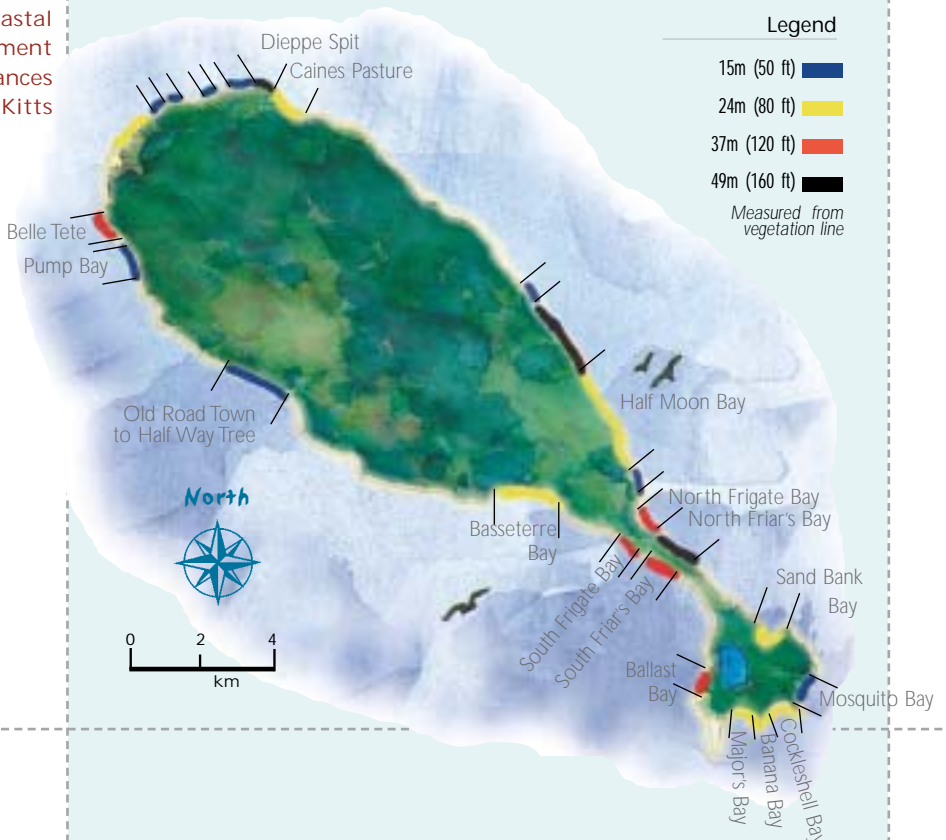 astal
ment
ances
Kitts
Legend
15m (50 ft)
24m (80 ft)
37m (120 ft)
49m (160 ft)
Measured from
vegetation line
Dieppe Spit
Caines Pasture
Belle Tete
Pump Bay
Old Road Town
to Half Way Tree
Half Moon Bay
North
Basseterre
Bay
North Frigate Bay
North Friar's Bay
South Frigate Bay
South Friar's Bay
Sand Bank
Bay
Ballast
Bay
Mosquito Bay
Major's Bay
Banana Bay
Cockleshell Bay
0 2 4
km